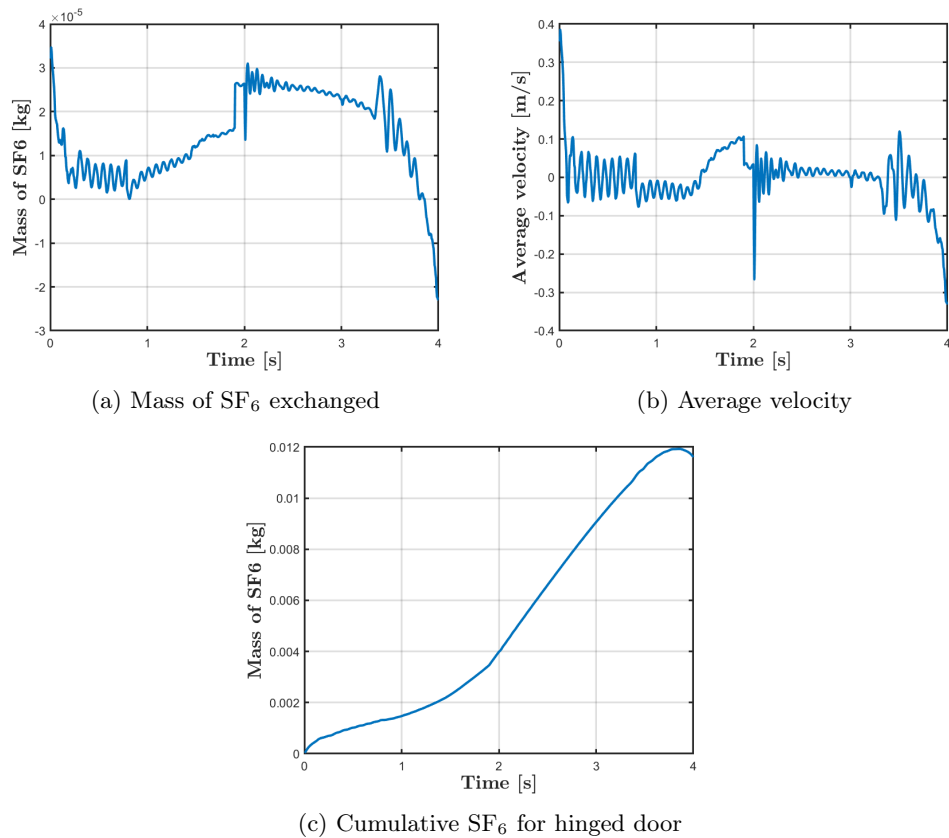 ×10⁻⁵
4
3
2
1
0
-1
-2
-3
0 1 2 3 4
Mass of SF6 [kg]
Time [s]
(a) Mass of SF₆ exchanged
0.4
0.3
0.2
0.1
0
-0.1
-0.2
-0.3
-0.4
0 1 2 3 4
Average velocity [m/s]
Time [s]
(b) Average velocity
0.012
0.01
0.008
0.006
0.004
0.002
0
0 1 2 3 4
Mass of SF6 [kg]
Time [s]
(c) Cumulative SF₆ for hinged door